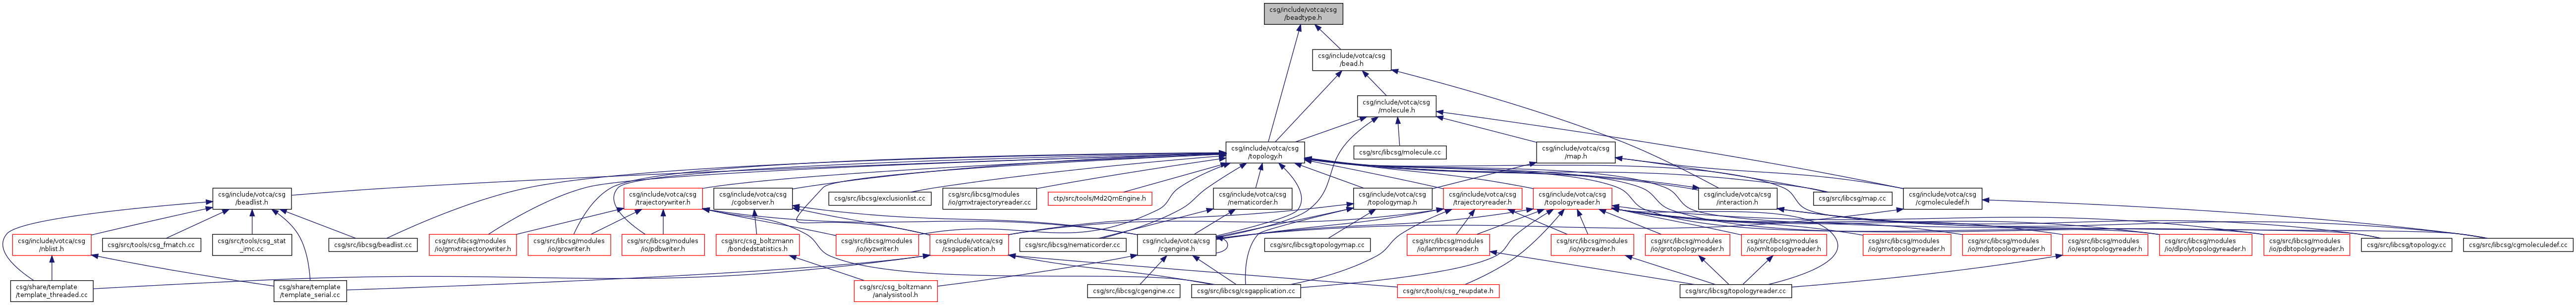 csg/include/votca/csg
/beadtype.h
csg/include/votca/csg
/bead.h
csg/include/votca/csg
/molecule.h
csg/include/votca/csg
/topology.h
csg/src/libcsg/molecule.cc
csg/include/votca/csg
/map.h
csg/include/votca/csg
/beadlist.h
csg/include/votca/csg
/trajectorywriter.h
csg/include/votca/csg
/cgobserver.h
csg/src/libcsg/exclusionlist.cc
csg/src/libcsg/modules
/io/gmxtrajectoryreader.cc
ctp/src/tools/Md2QmEngine.h
csg/include/votca/csg
/nematicorder.h
csg/include/votca/csg
/topologymap.h
csg/include/votca/csg
/trajectoryreader.h
csg/include/votca/csg
/topologyreader.h
csg/include/votca/csg
/interaction.h
csg/src/libcsg/map.cc
csg/include/votca/csg
/cgmoleculedef.h
csg/include/votca/csg
/nblist.h
csg/src/tools/csg_fmatch.cc
csg/src/tools/csg_stat
_imc.cc
csg/src/libcsg/beadlist.cc
csg/src/libcsg/modules
/io/gmxtrajectorywriter.h
csg/src/libcsg/modules
/io/growriter.h
csg/src/libcsg/modules
/io/pdbwriter.h
csg/src/csg_boltzmann
/bondedstatistics.h
csg/src/libcsg/modules
/io/xyzwriter.h
csg/include/votca/csg
/csgapplication.h
csg/src/libcsg/nematicorder.cc
csg/include/votca/csg
/cgengine.h
csg/src/libcsg/topologymap.cc
csg/src/libcsg/modules
/io/lammpsreader.h
csg/src/libcsg/modules
/io/xyzreader.h
csg/src/libcsg/modules
/io/grotopologyreader.h
csg/src/libcsg/modules
/io/xmltopologyreader.h
csg/src/libcsg/modules
/io/gmxtopologyreader.h
csg/src/libcsg/modules
/io/mdptopologyreader.h
csg/src/libcsg/modules
/io/esptopologyreader.h
csg/src/libcsg/modules
/io/dlpolytopologyreader.h
csg/src/libcsg/modules
/io/pdbtopologyreader.h
csg/src/libcsg/topology.cc
csg/src/libcsg/cgmoleculedef.cc
csg/share/template
/template_threaded.cc
csg/share/template
/template_serial.cc
csg/src/csg_boltzmann
/analysistool.h
csg/src/libcsg/cgengine.cc
csg/src/libcsg/csgapplication.cc
csg/src/tools/csg_reupdate.h
csg/src/libcsg/topologyreader.cc